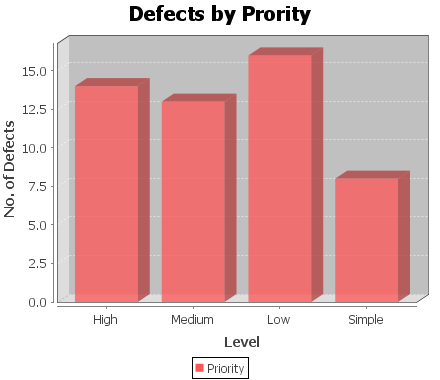 Defects by Prority
15.0
12.5
10.0
7.5
5.0
2.5
0.0
No. of Defects
High Medium Low Simple
Level
Priority